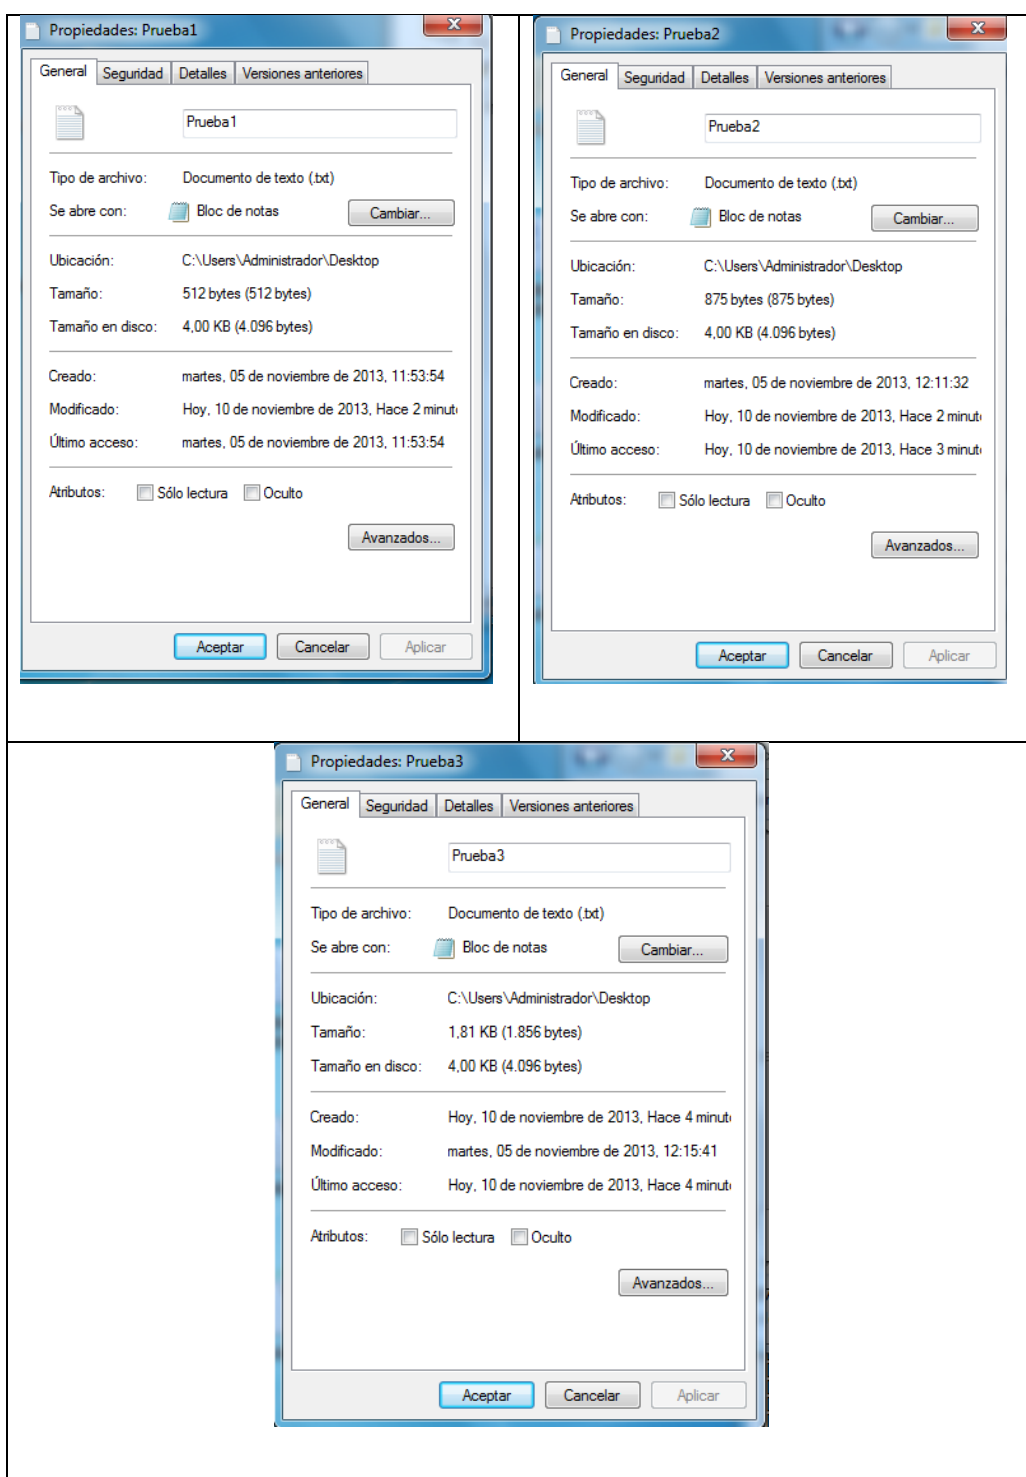 Propiedades: Prueba1
General Seguridad Detalles Versiones anteriores
Prueba1
Tipo de archivo: Documento de texto (.txt)
Se abre con: Bloc de notas Cambiar...
Ubicación: C:\Users\Administrador\Desktop
Tamaño: 512 bytes (512 bytes)
Tamaño en disco: 4,00 KB (4.096 bytes)
Creado: martes, 05 de noviembre de 2013, 11:53:54
Modificado: Hoy, 10 de noviembre de 2013, Hace 2 minut
Último acceso: martes, 05 de noviembre de 2013, 11:53:54
Atributos: Sólo lectura Oculto
Avanzados...
Aceptar Cancelar Aplicar
Propiedades: Prueba2
General Seguridad Detalles Versiones anteriores
Prueba2
Tipo de archivo: Documento de texto (.txt)
Se abre con: Bloc de notas Cambiar...
Ubicación: C:\Users\Administrador\Desktop
Tamaño: 875 bytes (875 bytes)
Tamaño en disco: 4,00 KB (4.096 bytes)
Creado: martes, 05 de noviembre de 2013, 12:11:32
Modificado: Hoy, 10 de noviembre de 2013, Hace 2 minut
Último acceso: Hoy, 10 de noviembre de 2013, Hace 3 minut
Atributos: Sólo lectura Oculto
Avanzados...
Aceptar Cancelar Aplicar
Propiedades: Prueba3
General Seguridad Detalles Versiones anteriores
Prueba3
Tipo de archivo: Documento de texto (.txt)
Se abre con: Bloc de notas Cambiar...
Ubicación: C:\Users\Administrador\Desktop
Tamaño: 1,81 KB (1.856 bytes)
Tamaño en disco: 4,00 KB (4.096 bytes)
Creado: Hoy, 10 de noviembre de 2013, Hace 4 minut
Modificado: martes, 05 de noviembre de 2013, 12:15:41
Último acceso: Hoy, 10 de noviembre de 2013, Hace 4 minut
Atributos: Sólo lectura Oculto
Avanzados...
Aceptar Cancelar Aplicar